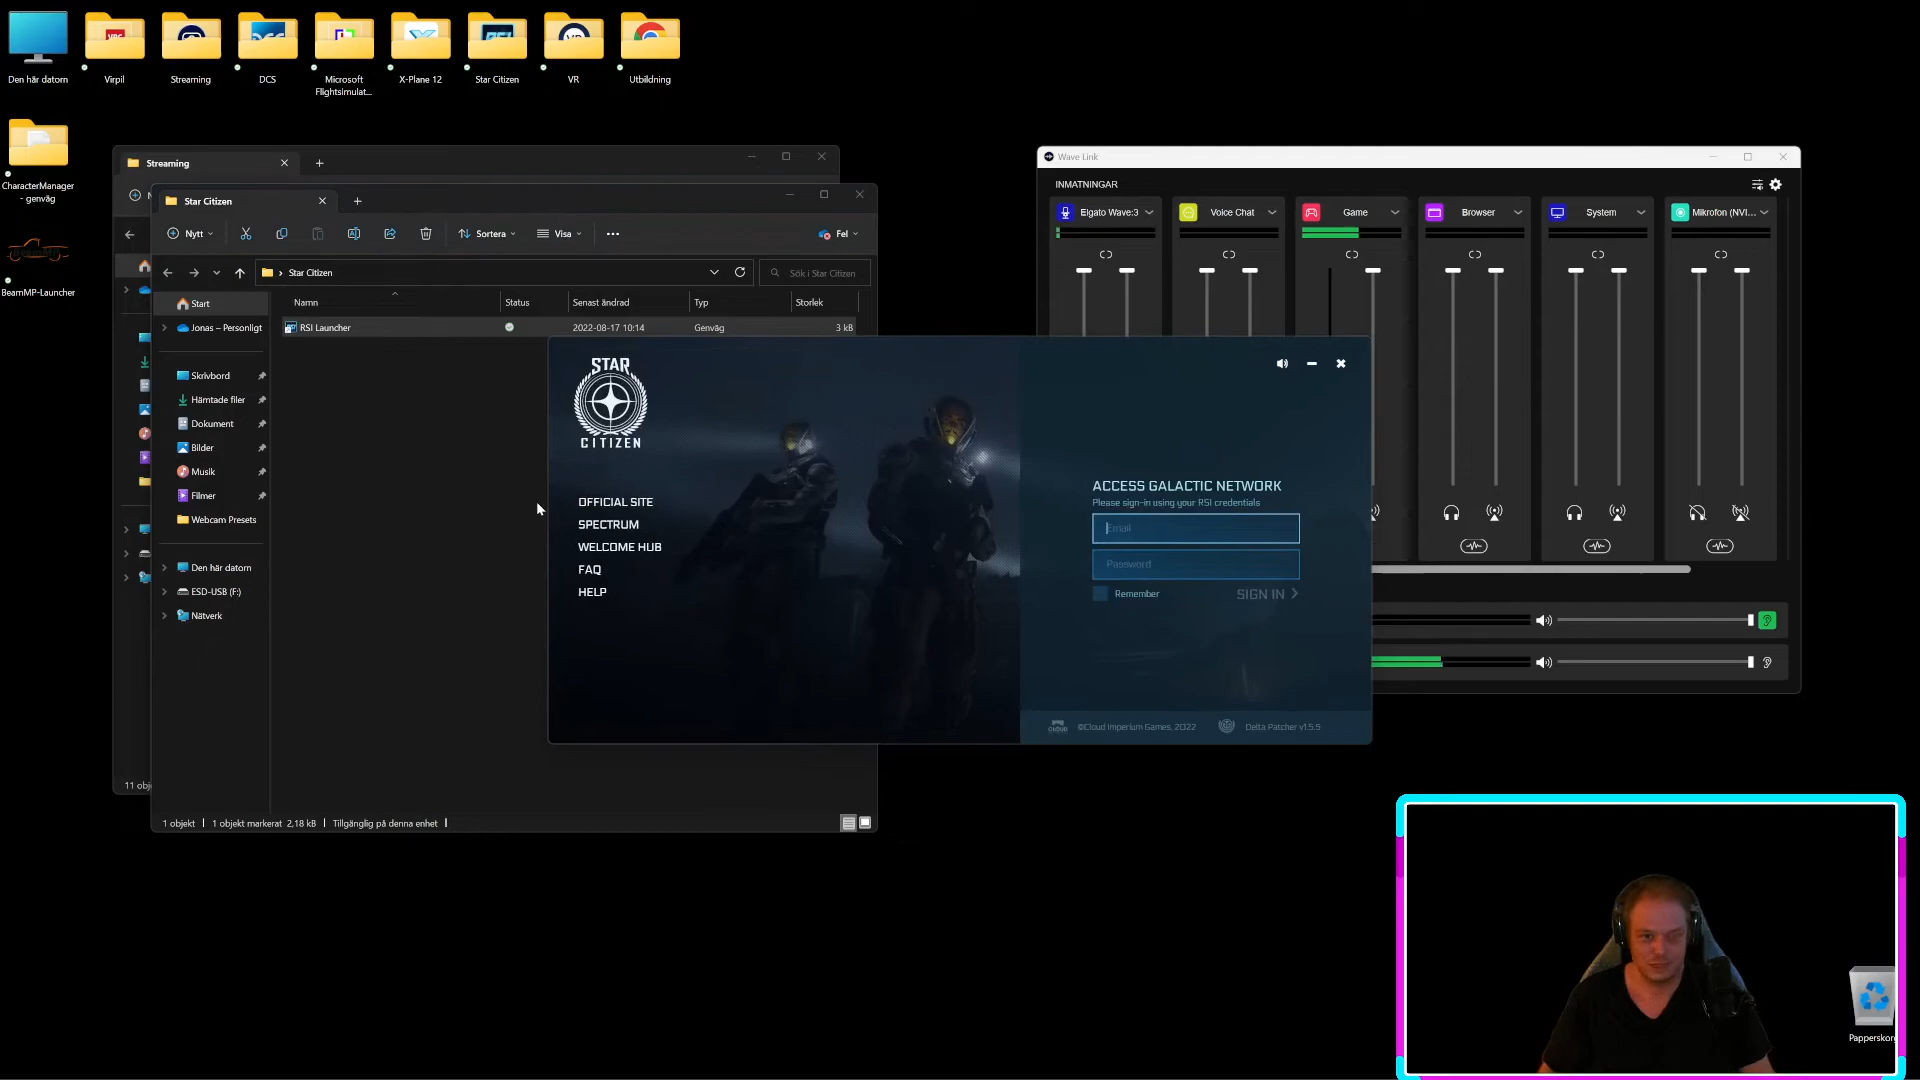 Den här datorn
Virpil
Streaming
DCS
Microsoft
Flightsimulat...
X-Plane 12
Star Citizen
VR
Utbildning
CharacterManager
- genväg
BeamMP-Launcher
Streaming
Star Citizen
Nytt
Sortera
Visa
Fel
Star Citizen
Sök i Star Citizen
Namn
Status
Senast ändrad
Typ
Storlek
RSI Launcher
2022-08-17 10:14
Genväg
3 kB
Start
Jonas – Personligt
Skrivbord
Hämtade filer
Dokument
Bilder
Musik
Filmer
Webcam Presets
Den här datorn
ESD-USB (F:)
Nätverk
11 obj
1 objekt
1 objekt markerat 2,18 kB
Tillgänglig på denna enhet
STAR
CITIZEN
OFFICIAL SITE
SPECTRUM
WELCOME HUB
FAQ
HELP
ACCESS GALACTIC NETWORK
Please sign-in using your RSI credentials
Email
Password
Remember
SIGN IN
©Cloud Imperium Games, 2022
Delta Patcher v1.5.5
Wave Link
INMATNINGAR
Elgato Wave:3
Voice Chat
Game
Browser
System
Mikrofon (NVI...
Papperskorg